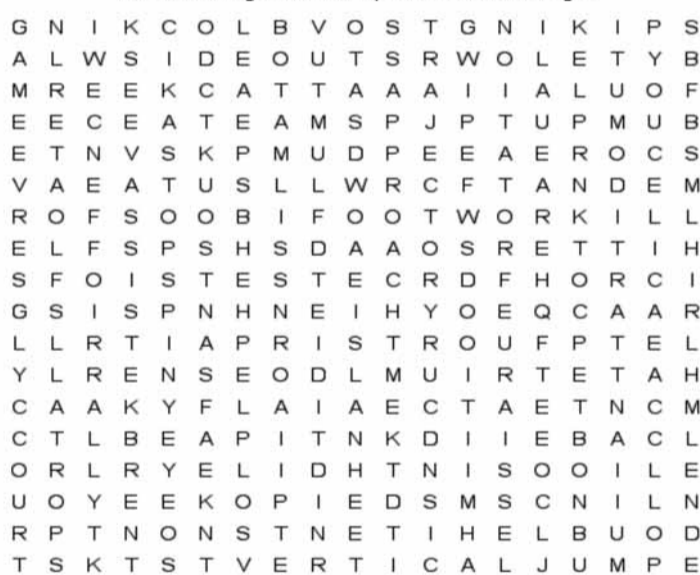 G N I K C O L B V O S T G N I K I P S
A L W S I D E O U T S R W O L E T Y B
M R E E K C A T T A A A I I A L U O F
E E C E A T E A M S P J P T U P M U B
E T N V S K P M U D P E E A E R O C S
V A E A T U S L L W R C F T A N D E M
R O F S O O B I F O O T W O R K I L L
E L F S P S H S D A A O S R E T T I H
S F O I S T E S T E C R D F H O R C I
G S I S P N H N E I H Y O E Q C A A R
L L R T I A P R I S T R O U F P T E L
Y L R E N S E O D L M U I R T E T A H
C A A K Y F L A I A E C T A E T N C M
C T L B E A P I T N K D I I E B A C L
O R L R Y E L I D H T N I S O O I L E
U O Y E E K O P I E D S M S C N I L N
R P T N O N S T N E T I H E L B U O D
T S K T S T V E R T I C A L J U M P E